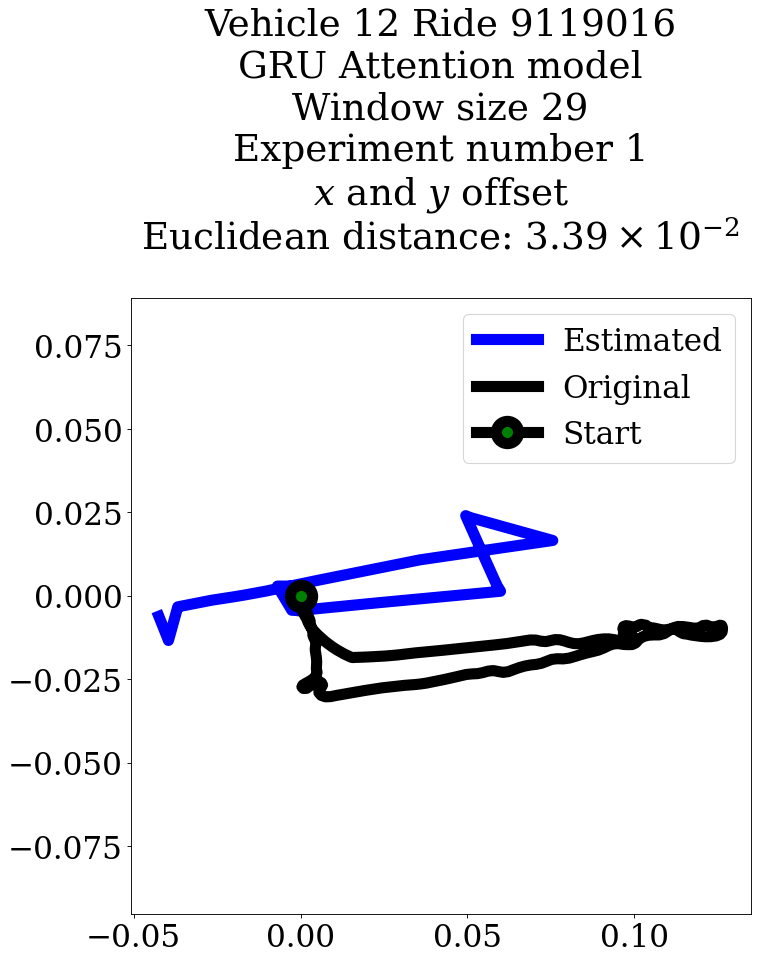 Vehicle 12 Ride 9119016
GRU Attention model
Window size 29
Experiment number 1
x and y offset
Euclidean distance: 3.39 × 10⁻²
Estimated
Original
Start
0.075
0.050
0.025
0.000
−0.025
−0.050
−0.075
−0.05 0.00 0.05 0.10